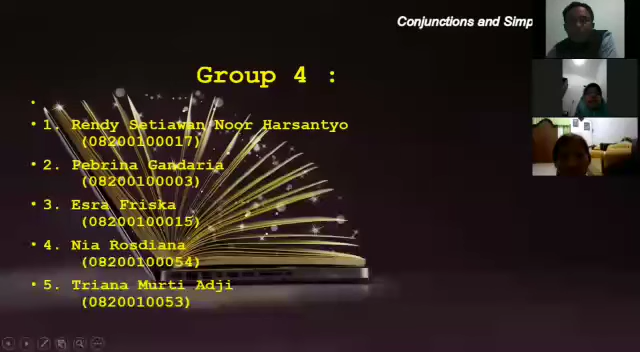 Conjunctions and Simp
Group 4 :
1. Rendy Setiawan Noor Harsantyo
(08200100017)
2. Pebrina Gandaria
(08200100003)
3. Esra Friska
(08200100015)
4. Nia Rosdiana
(08200100054)
5. Triana Murti Adji
(0820010053)